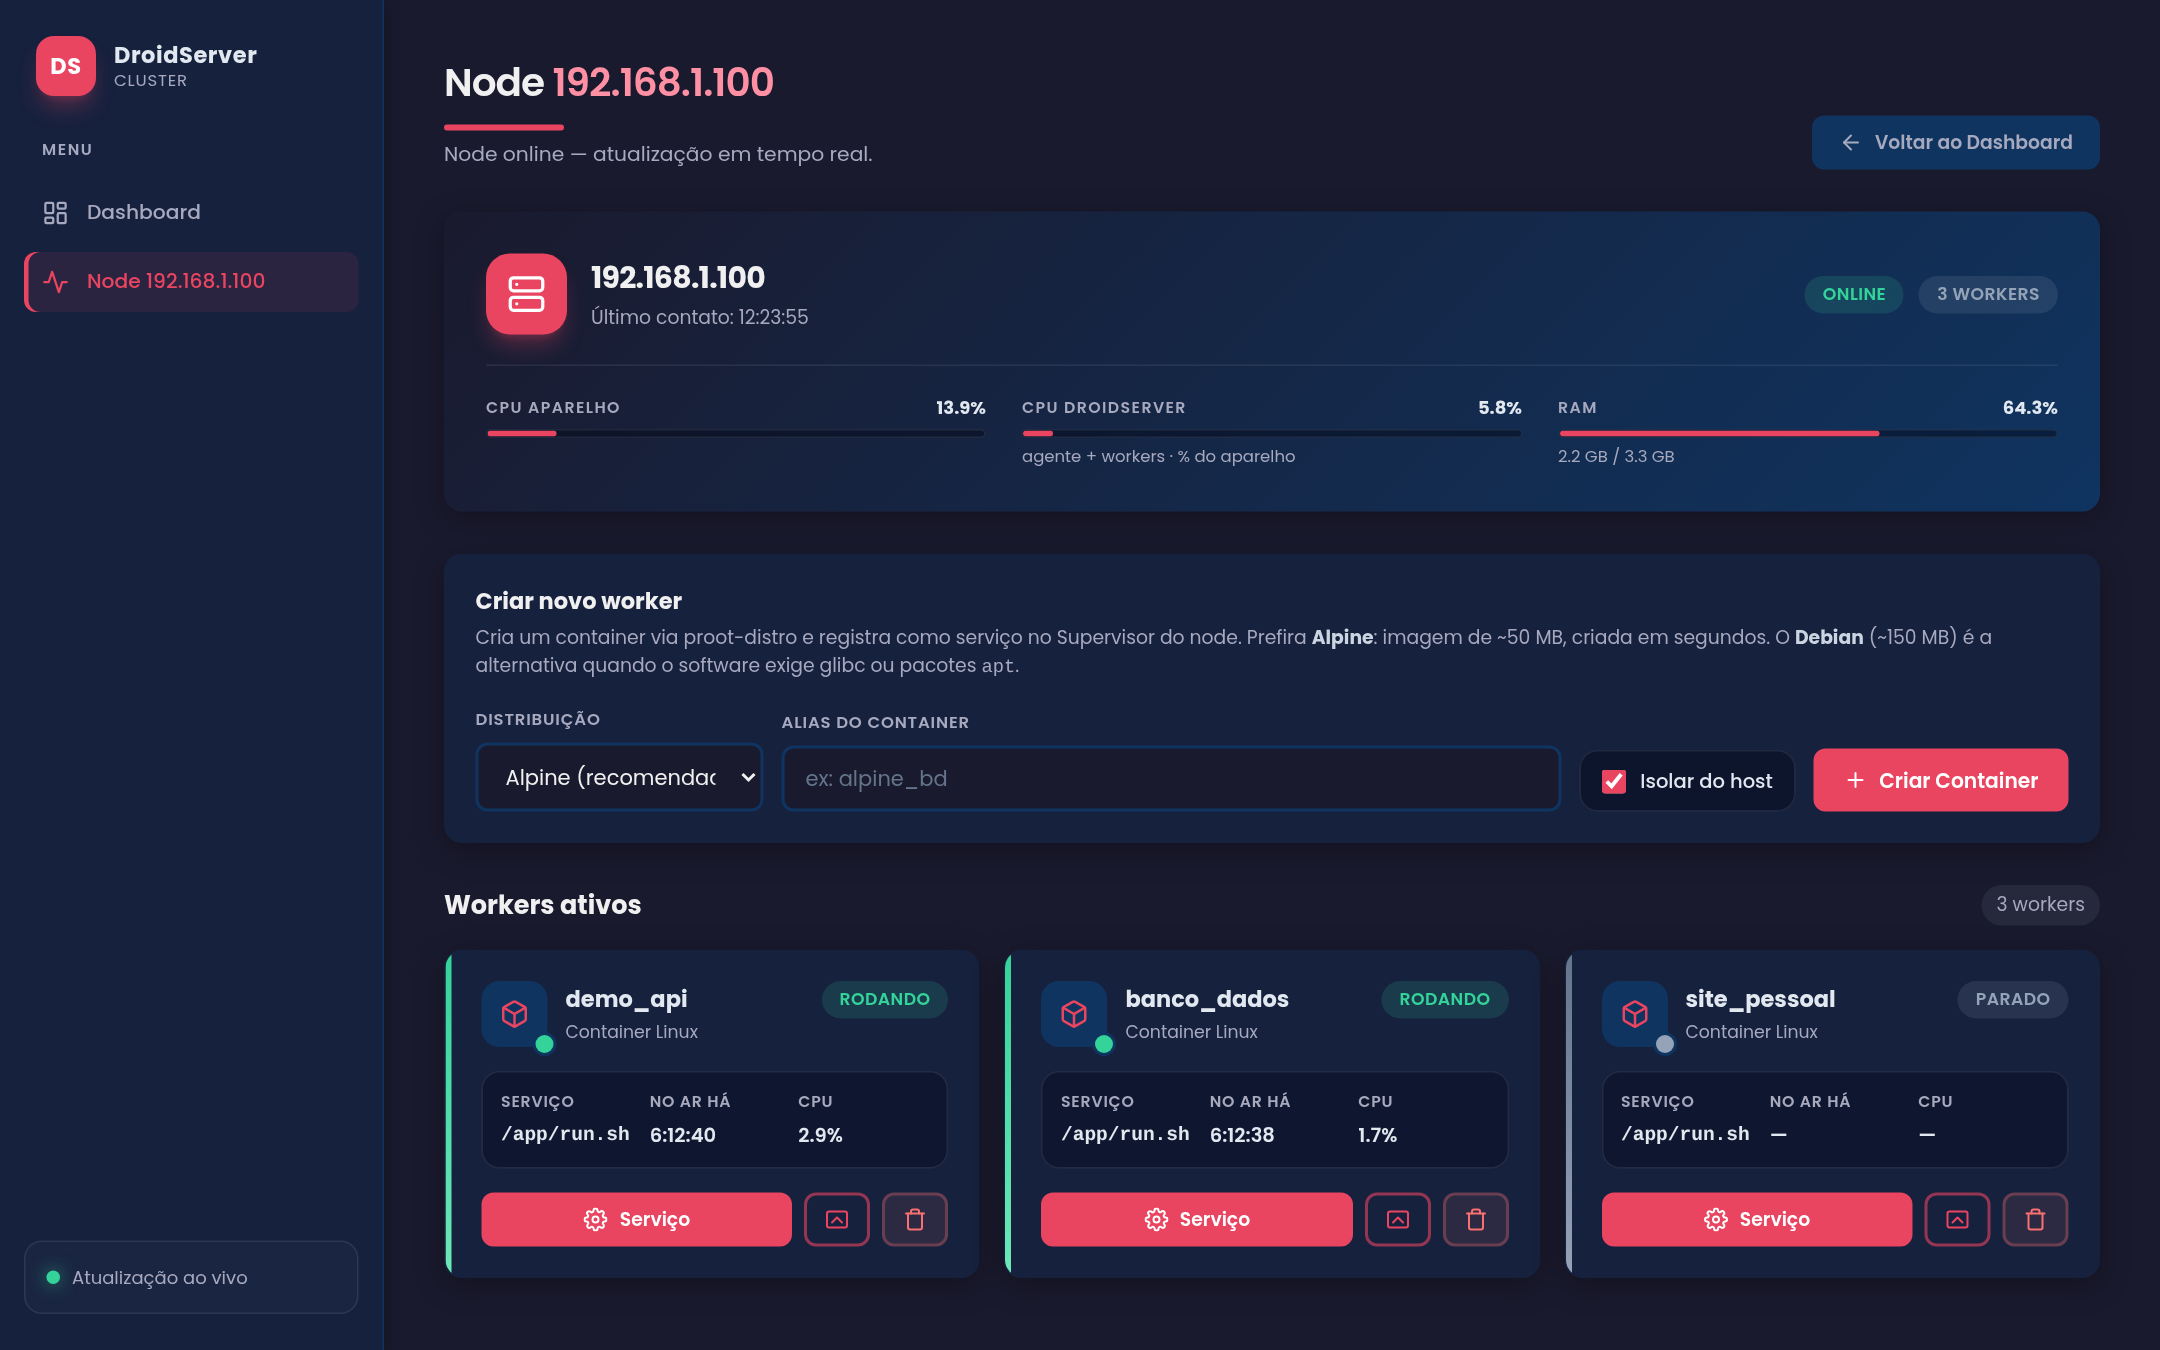 DS
DroidServer
CLUSTER
MENU
Dashboard
Node 192.168.1.100
Atualização ao vivo
Node 192.168.1.100
Node online — atualização em tempo real.
Voltar ao Dashboard
192.168.1.100
Último contato: 12:23:55
ONLINE
3 WORKERS
CPU APARELHO 13.9%
CPU DROIDSERVER 5.8%
agente + workers · % do aparelho
RAM 64.3%
2.2 GB / 3.3 GB
Criar novo worker
Cria um container via proot-distro e registra como serviço no Supervisor do node. Prefira Alpine: imagem de ~50 MB, criada em segundos. O Debian (~150 MB) é a
alternativa quando o software exige glibc ou pacotes apt.
DISTRIBUIÇÃO
Alpine (recomendac
ALIAS DO CONTAINER
ex: alpine_bd
Isolar do host
Criar Container
Workers ativos
3 workers
demo_api
RODANDO
Container Linux
SERVIÇO NO AR HÁ CPU
/app/run.sh 6:12:40 2.9%
Serviço
banco_dados
RODANDO
Container Linux
SERVIÇO NO AR HÁ CPU
/app/run.sh 6:12:38 1.7%
Serviço
site_pessoal
PARADO
Container Linux
SERVIÇO NO AR HÁ CPU
/app/run.sh — —
Serviço